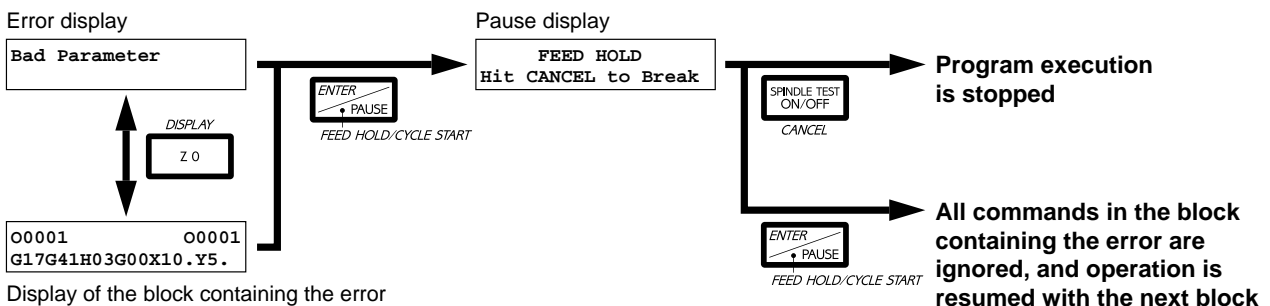 Error display
Bad Parameter
DISPLAY
Z 0
O0001 O0001
G17G41H03G00X10.Y5.
Display of the block containing the error
ENTER
PAUSE
FEED HOLD/CYCLE START
Pause display
FEED HOLD
Hit CANCEL to Break
SPINDLE TEST
ON/OFF
CANCEL
Program execution
is stopped
ENTER
PAUSE
FEED HOLD/CYCLE START
All commands in the block
containing the error are
ignored, and operation is
resumed with the next block